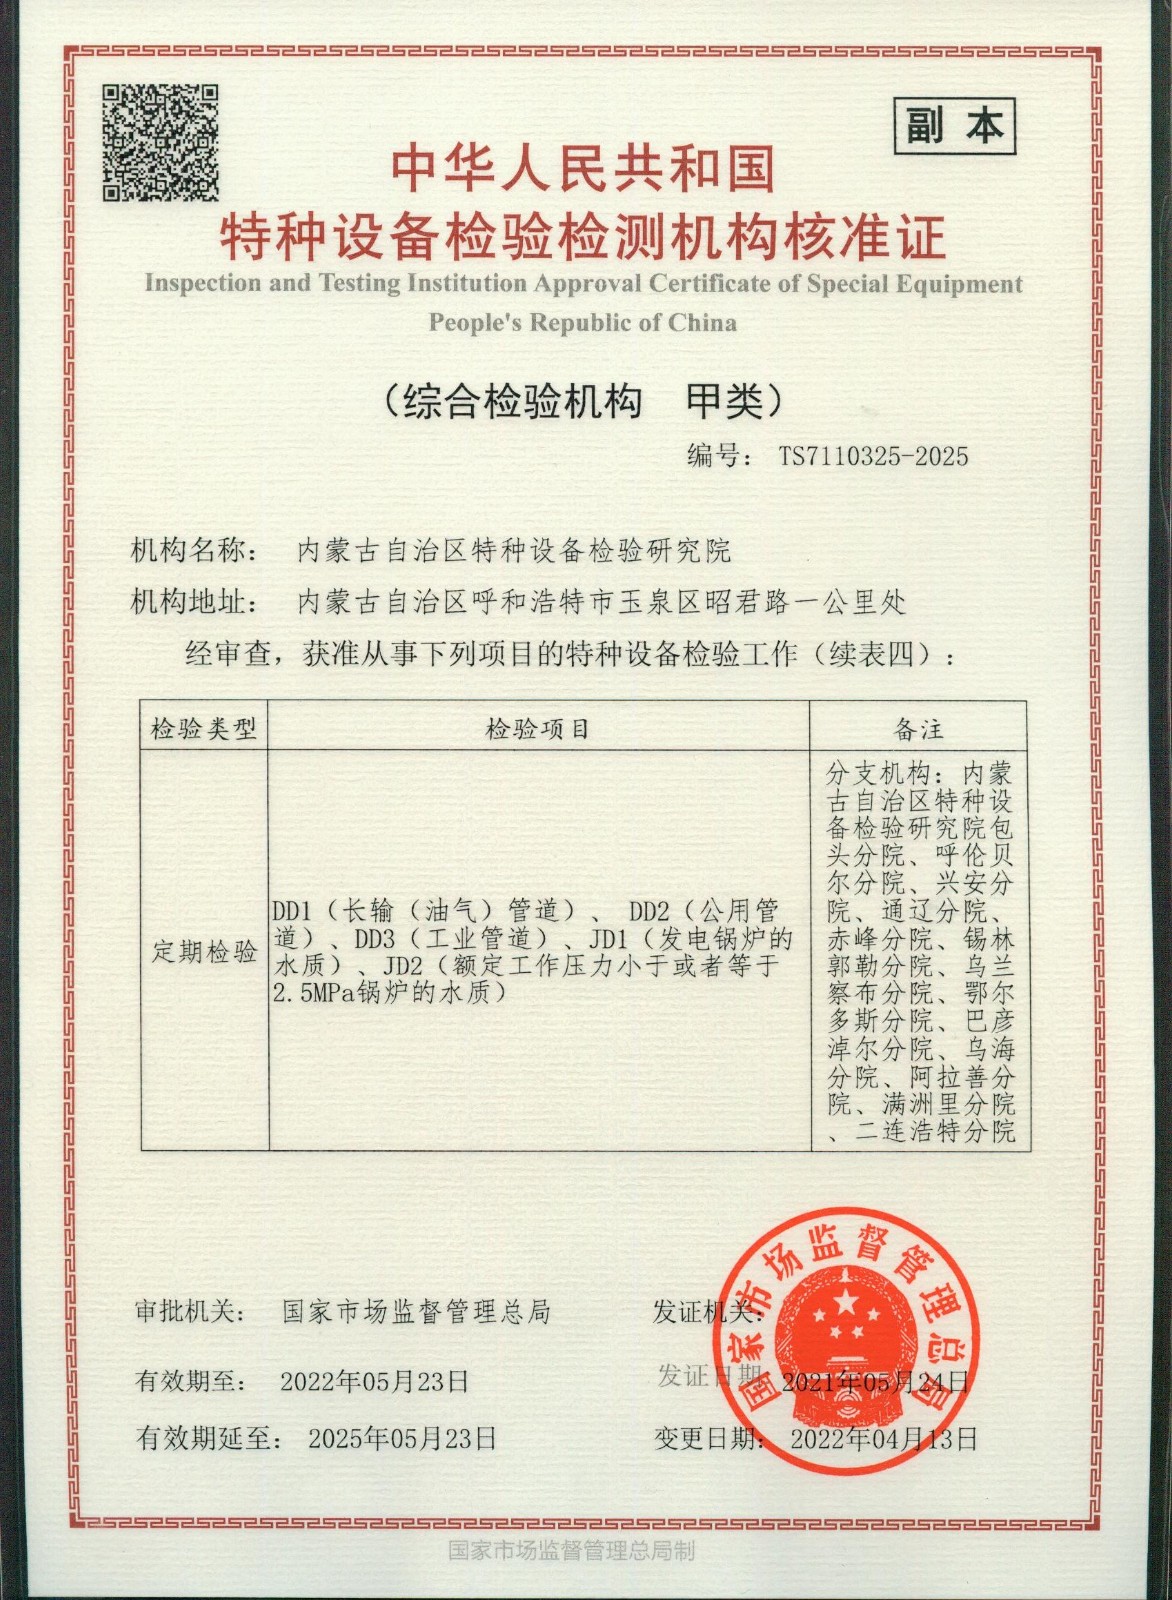 副 本
中华人民共和国
特种设备检验检测机构核准证
Inspection and Testing Institution Approval Certificate of Special Equipment
People's Republic of China
（综合检验机构 甲类）
编号： TS7110325-2025
机构名称： 内蒙古自治区特种设备检验研究院
机构地址： 内蒙古自治区呼和浩特市玉泉区昭君路一公里处
经审查，获准从事下列项目的特种设备检验工作（续表四）：
检验类型 检验项目 备注
定期检验
DD1（长输（油气）管道）、 DD2（公用管
道）、DD3（工业管道）、JD1（发电锅炉的
水质）、JD2（额定工作压力小于或者等于
2.5MPa锅炉的水质）
分支机构：内蒙
古自治区特种设
备检验研究院包
头分院、呼伦贝
尔分院、兴安分
院、通辽分院、
赤峰分院、锡林
郭勒分院、乌兰
察布分院、鄂尔
多斯分院、巴彦
淖尔分院、乌海
分院、阿拉善分
院、满洲里分院
、二连浩特分院
审批机关： 国家市场监督管理总局
发证机关：
有效期至： 2022年05月23日
发证日期 2021年05月24日
有效期延至： 2025年05月23日
变更日期： 2022年04月13日
国家市场监督管理总局
国家市场监督管理总局制